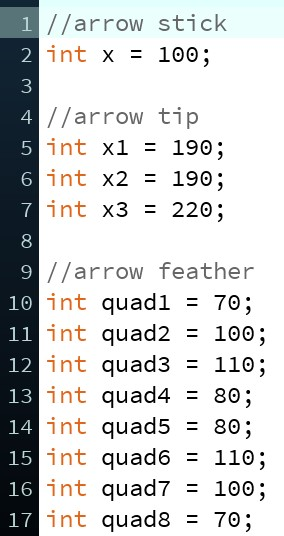 1 //arrow stick
2 int x = 100;
3
4 //arrow tip
5 int x1 = 190;
6 int x2 = 190;
7 int x3 = 220;
8
9 //arrow feather
10 int quad1 = 70;
11 int quad2 = 100;
12 int quad3 = 110;
13 int quad4 = 80;
14 int quad5 = 80;
15 int quad6 = 110;
16 int quad7 = 100;
17 int quad8 = 70;